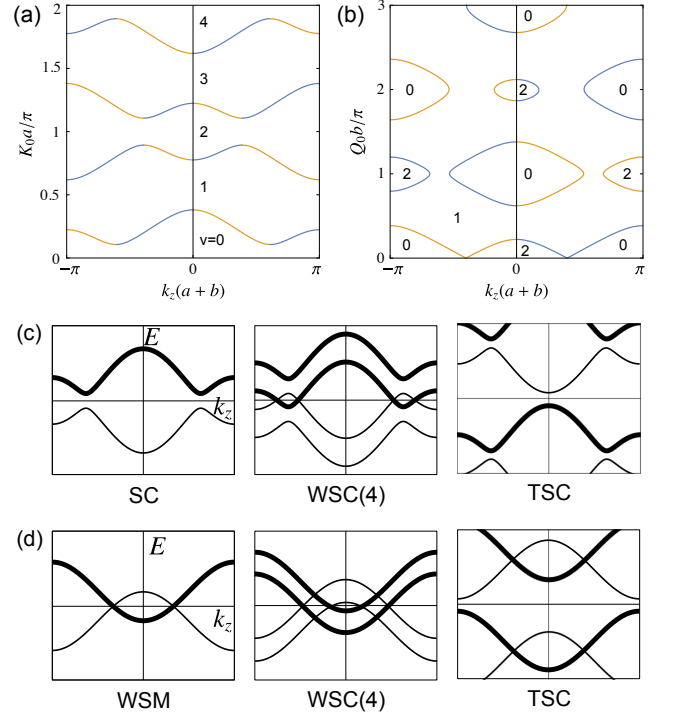 (a)
2
1.5
1
0.5
0
K₀a/π
4
3
2
1
v=0
−π
0
π
k_z(a + b)
(b)
3
2
1
0
Q₀b/π
0
0
2
0
2
0
2
1
0
2
0
−π
0
π
k_z(a + b)
(c)
E
k_z
SC
WSC(4)
TSC
(d)
E
k_z
WSM
WSC(4)
TSC